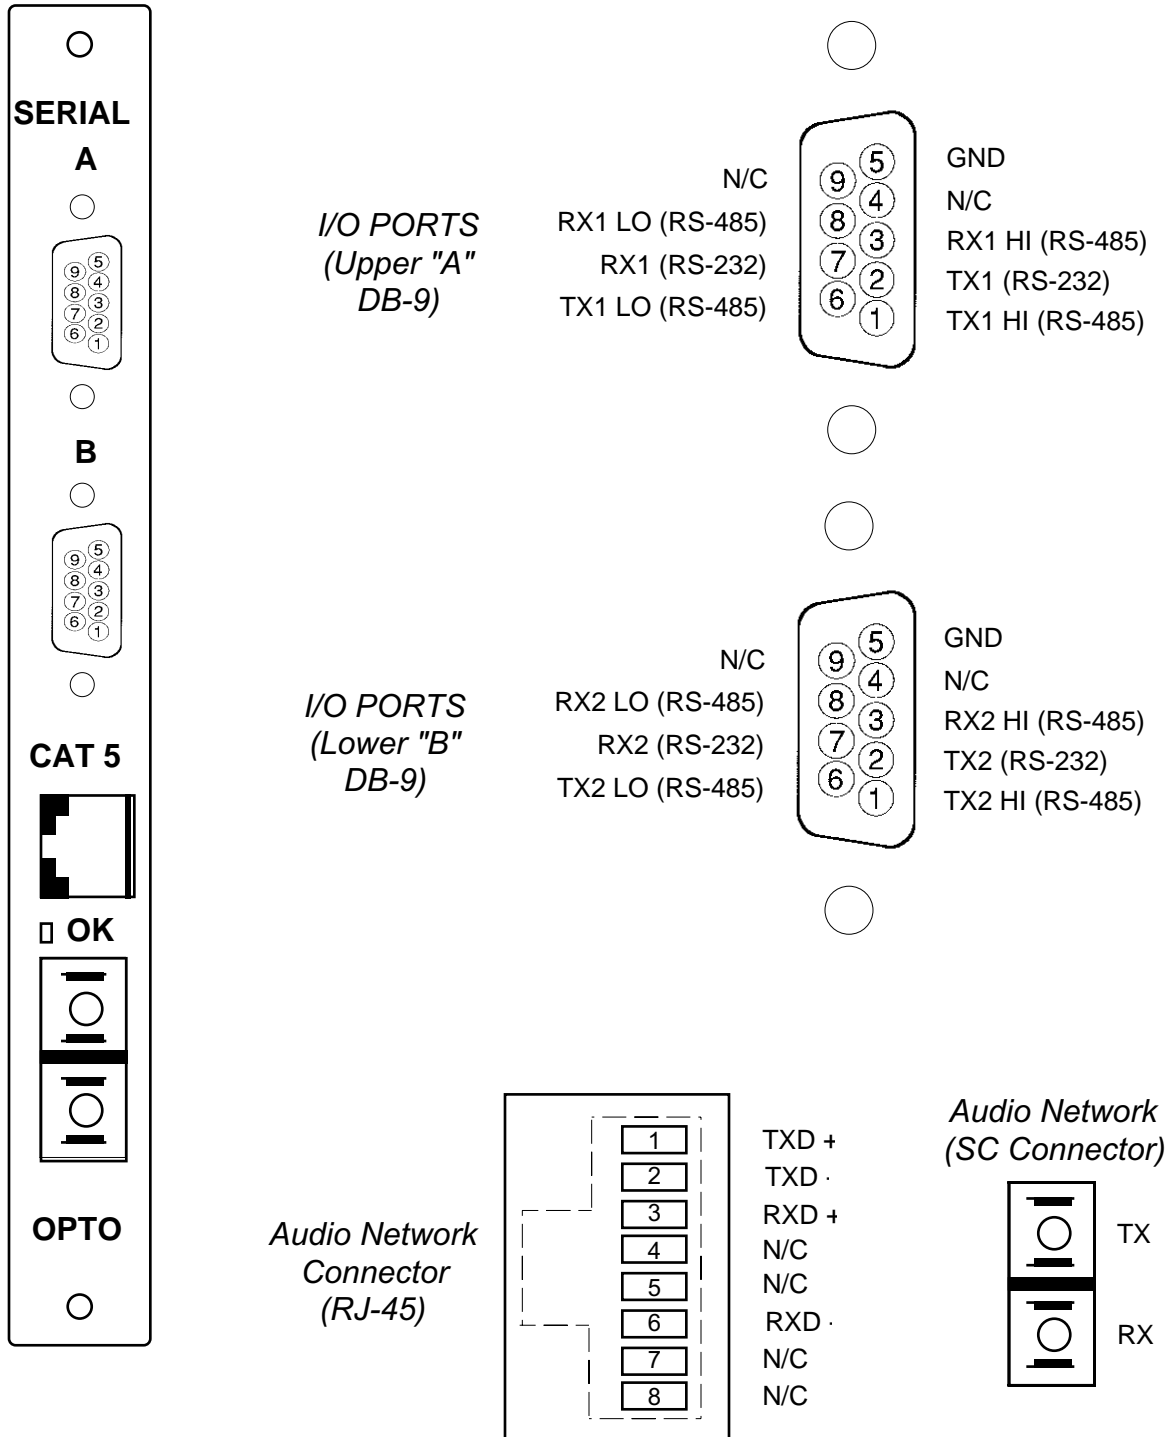 SERIAL
A
9 5
8 4
7 3
6 2
1
B
9 5
8 4
7 3
6 2
1
CAT 5
OK
OPTO
I/O PORTS
(Upper "A"
DB-9)
N/C
RX1 LO (RS-485)
RX1 (RS-232)
TX1 LO (RS-485)
9 5
8 4
7 3
6 2
1
GND
N/C
RX1 HI (RS-485)
TX1 (RS-232)
TX1 HI (RS-485)
I/O PORTS
(Lower "B"
DB-9)
N/C
RX2 LO (RS-485)
RX2 (RS-232)
TX2 LO (RS-485)
9 5
8 4
7 3
6 2
1
GND
N/C
RX2 HI (RS-485)
TX2 (RS-232)
TX2 HI (RS-485)
Audio Network
Connector
(RJ-45)
1 TXD +
2 TXD -
3 RXD +
4 N/C
5 N/C
6 RXD -
7 N/C
8 N/C
Audio Network
(SC Connector)
TX
RX